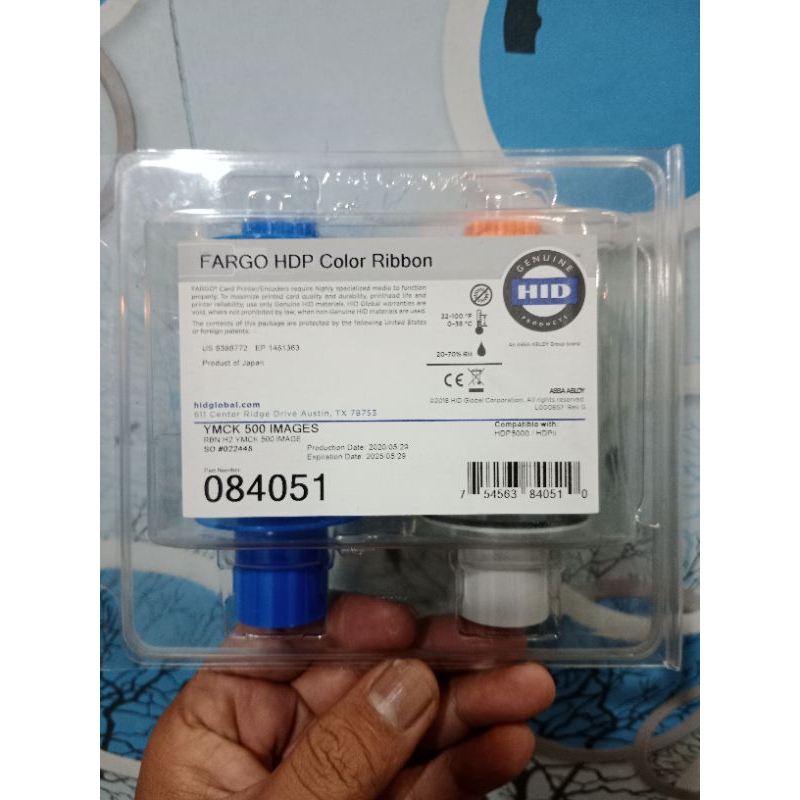 FARGO HDP Color Ribbon
FARGO® Card Printer/Encoders require highly specialized media to function
properly. To maximize printed card quality and durability, printhead life and
printer reliability, use only Genuine HID materials. HID Global warranties are
void, where not prohibited by law, when non-Genuine HID materials are used.
The contents of this package are protected by the following United States
or foreign patents.
US 6398772 EP 1451363
Product of Japan
GENUINE
HID
PRODUCTS
An ASSA ABLOY Group brand
32-100 °F
0-38 °C
20-70% RH
CE
ASSA ABLOY
©2018 HID Global Corporation. All rights reserved.
L000857 Rev G
hidglobal.com
611 Center Ridge Drive Austin, TX 78753
YMCK 500 IMAGES
RBN H2 YMCK 500 IMAGE
SO #022445
Production Date: 2020-05-29
Expiration Date: 2025-05-29
Compatible with:
HDP5000 / HDPii
Part Number:
084051
7 54563 84051 0